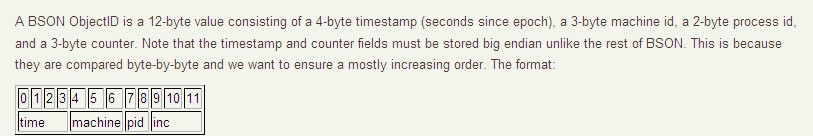 A BSON ObjectID is a 12-byte value consisting of a 4-byte timestamp (seconds since epoch), a 3-byte machine id, a 2-byte process id,
and a 3-byte counter. Note that the timestamp and counter fields must be stored big endian unlike the rest of BSON. This is because
they are compared byte-by-byte and we want to ensure a mostly increasing order. The format:
0 1 2 3 4 5 6 7 8 9 10 11
time machine pid inc